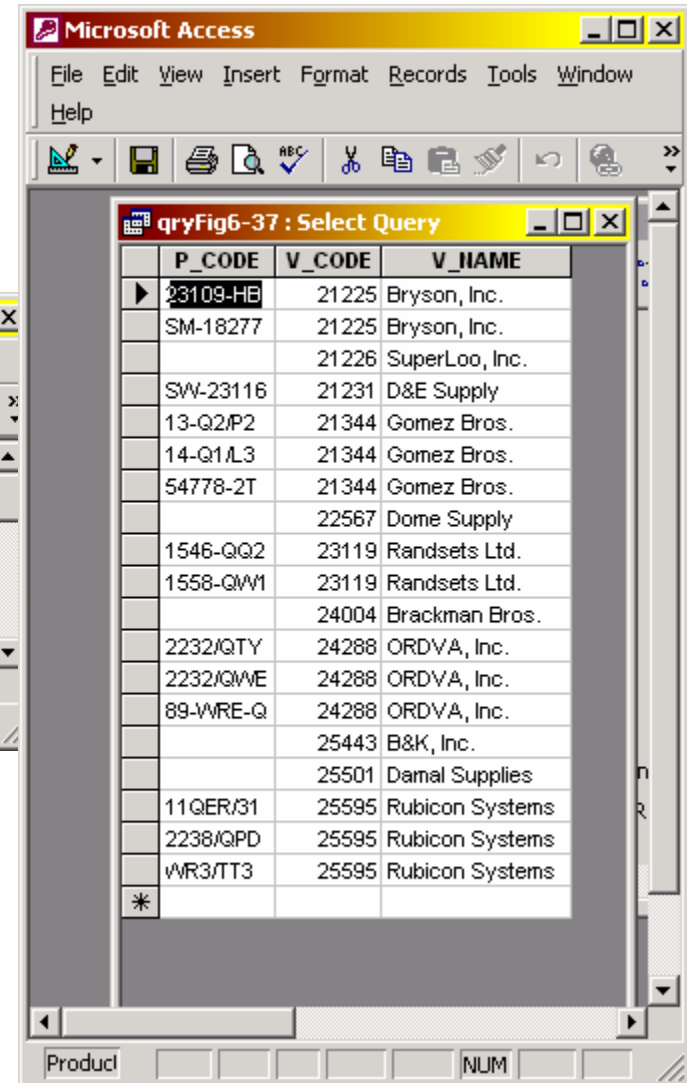 Microsoft Access
File Edit View Insert Format Records Tools Window
Help
ABC
qryFig6-37 : Select Query
P_CODE V_CODE V_NAME
23109-HB 21225 Bryson, Inc.
SM-18277 21225 Bryson, Inc.
21226 SuperLoo, Inc.
SW-23116 21231 D&E Supply
13-Q2/P2 21344 Gomez Bros.
14-Q1/L3 21344 Gomez Bros.
54778-2T 21344 Gomez Bros.
22567 Dome Supply
1546-QQ2 23119 Randsets Ltd.
1558-QW1 23119 Randsets Ltd.
24004 Brackman Bros.
2232/QTY 24288 ORDVA, Inc.
2232/QWE 24288 ORDVA, Inc.
89-WRE-Q 24288 ORDVA, Inc.
25443 B&K, Inc.
25501 Damal Supplies
11QER/31 25595 Rubicon Systems
2238/QPD 25595 Rubicon Systems
WR3/TT3 25595 Rubicon Systems
NUM